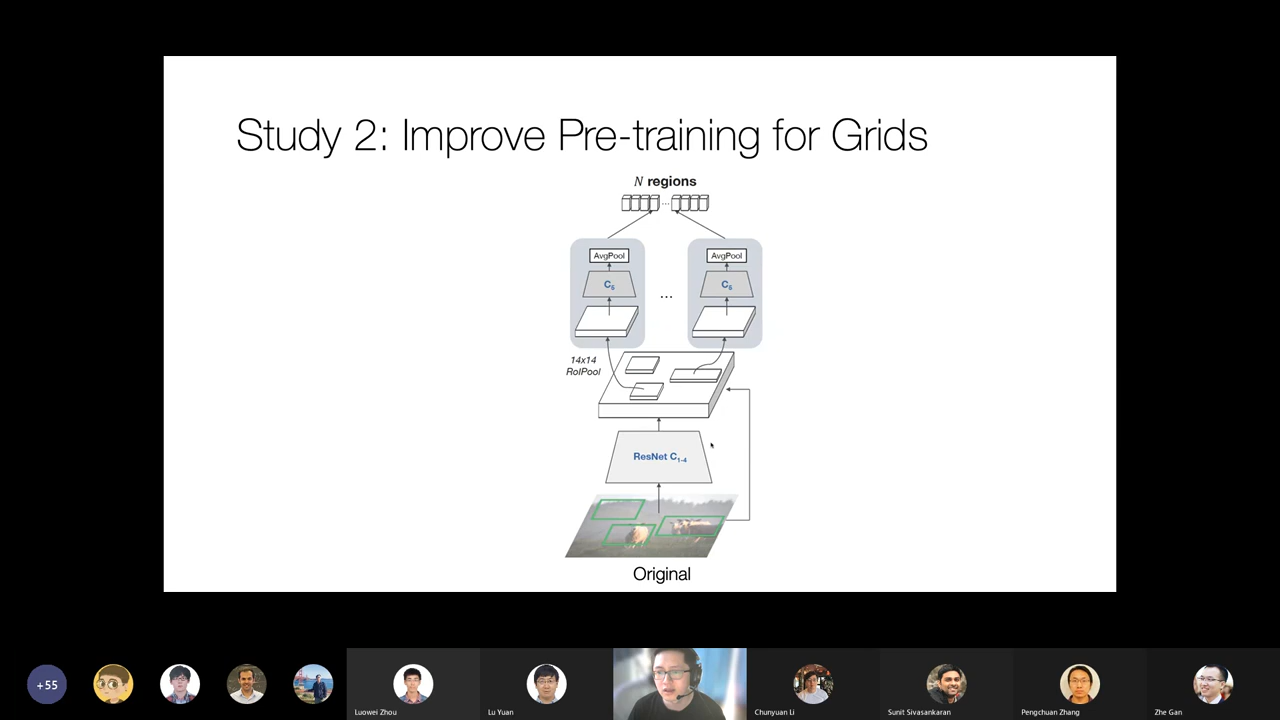 Study 2: Improve Pre-training for Grids
N regions
AvgPool
AvgPool
C5
C5
...
...
14x14
RoIPool
ResNet C1-4
Original
+55
Luowei Zhou
Lu Yuan
Chunyuan Li
Sunit Sivasankaran
Pengchuan Zhang
Zhe Gan